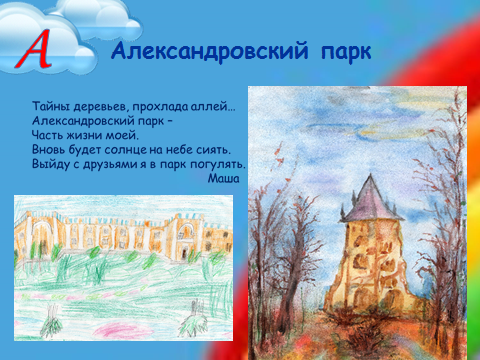 А
Александровский парк
Тайны деревьев, прохлада аллей…
Александровский парк –
Часть жизни моей.
Вновь будет солнце на небе сиять.
Выйду с друзьями я в парк погулять.
Маша